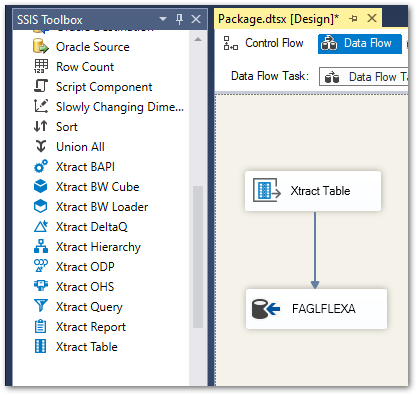 SSIS Toolbox
Package.dtsx [Design]*
Oracle Destination
Oracle Source
Row Count
Script Component
Slowly Changing Dime...
Sort
Union All
Xtract BAPI
Xtract BW Cube
Xtract BW Loader
Xtract DeltaQ
Xtract Hierarchy
Xtract ODP
Xtract OHS
Xtract Query
Xtract Report
Xtract Table
Control Flow
Data Flow
Data Flow Task:
Data Flow Ta
Xtract Table
FAGLFLEXA